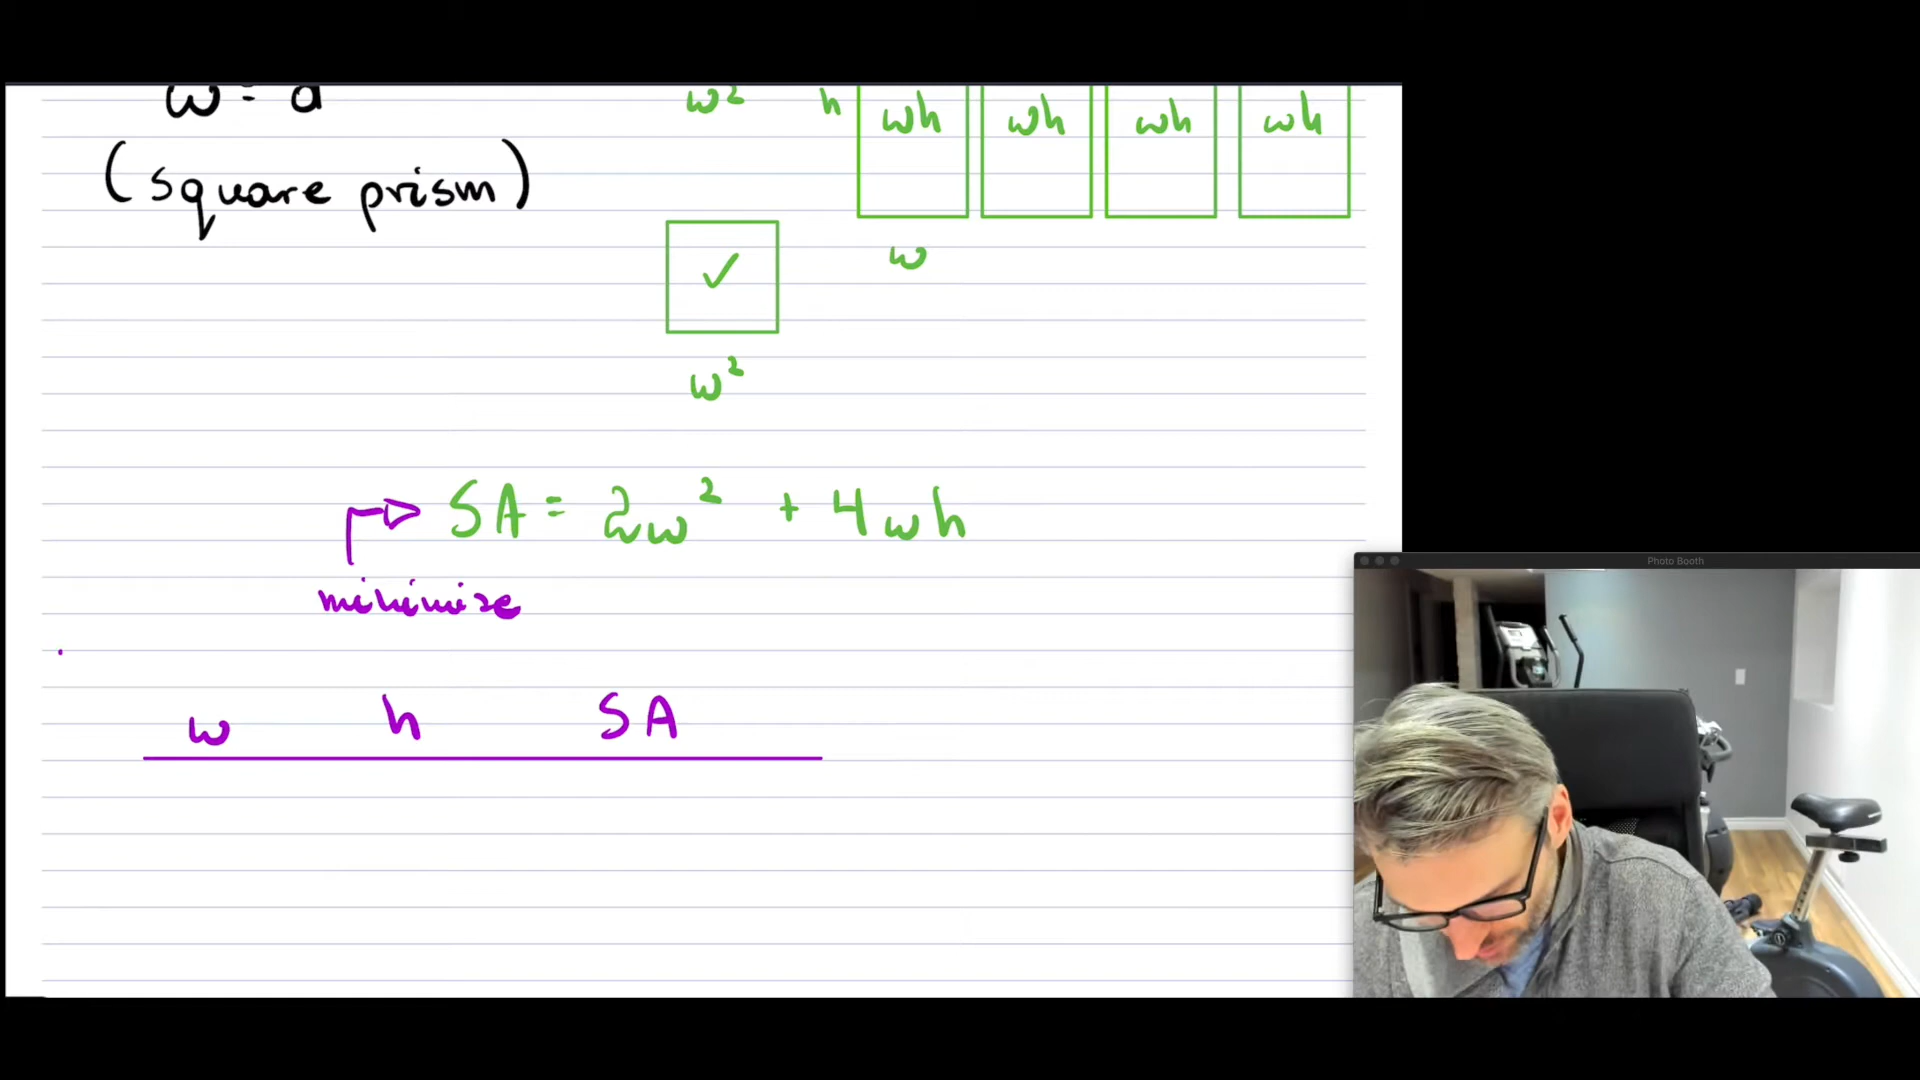 w = d
(square prism)
w² h wh wh wh wh
w
✓
w²
SA = 2w² + 4wh
minimize
w h SA
Photo Booth